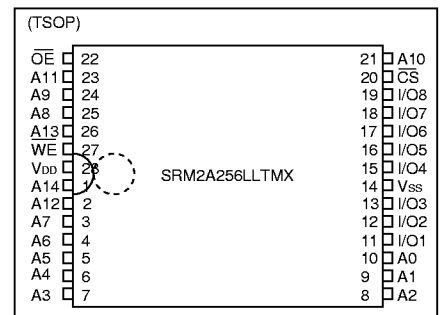 (TSOP)
OE 22 21 A10
A11 23 20 CS
A9 24 19 I/O8
A8 25 18 I/O7
A13 26 17 I/O6
WE 27 16 I/O5
VDD 28 15 I/O4
A14 1 SRM2A256LLTMX 14 VSS
A12 2 13 I/O3
A7 3 12 I/O2
A6 4 11 I/O1
A5 5 10 A0
A4 6 9 A1
A3 7 8 A2